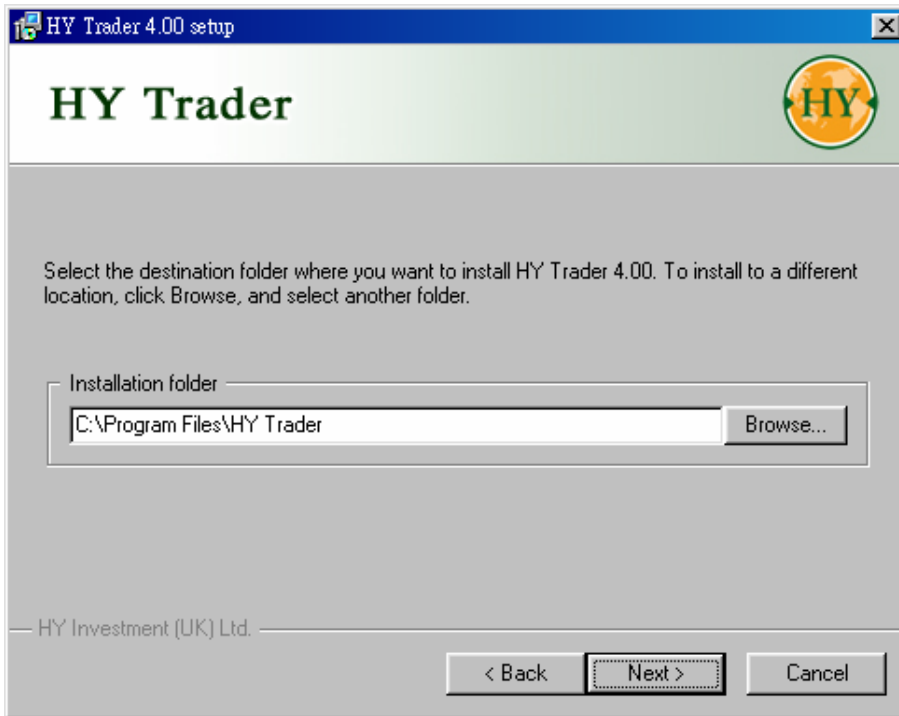 HY Trader 4.00 setup
HY Trader
HY
Select the destination folder where you want to install HY Trader 4.00. To install to a different
location, click Browse, and select another folder.
Installation folder
C:\Program Files\HY Trader
Browse...
HY Investment (UK) Ltd.
< Back
Next >
Cancel